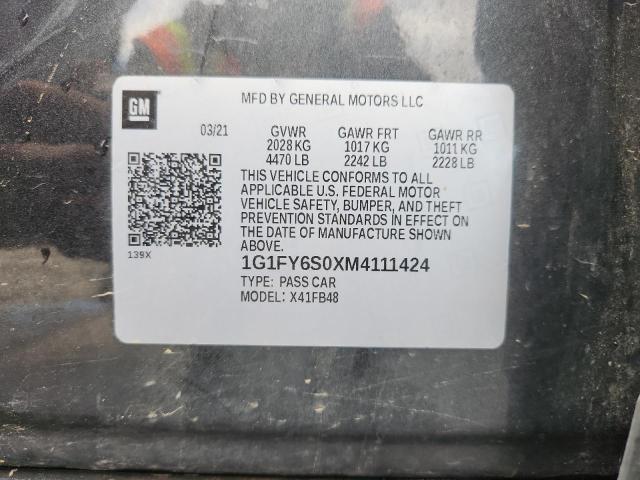 GM
MFD BY GENERAL MOTORS LLC
03/21 GVWR GAWR FRT GAWR RR
2028 KG 1017 KG 1011 KG
4470 LB 2242 LB 2228 LB
THIS VEHICLE CONFORMS TO ALL
APPLICABLE U.S. FEDERAL MOTOR
VEHICLE SAFETY, BUMPER, AND THEFT
PREVENTION STANDARDS IN EFFECT ON
THE DATE OF MANUFACTURE SHOWN
ABOVE.
139X
1G1FY6S0XM4111424
TYPE: PASS CAR
MODEL: X41FB48